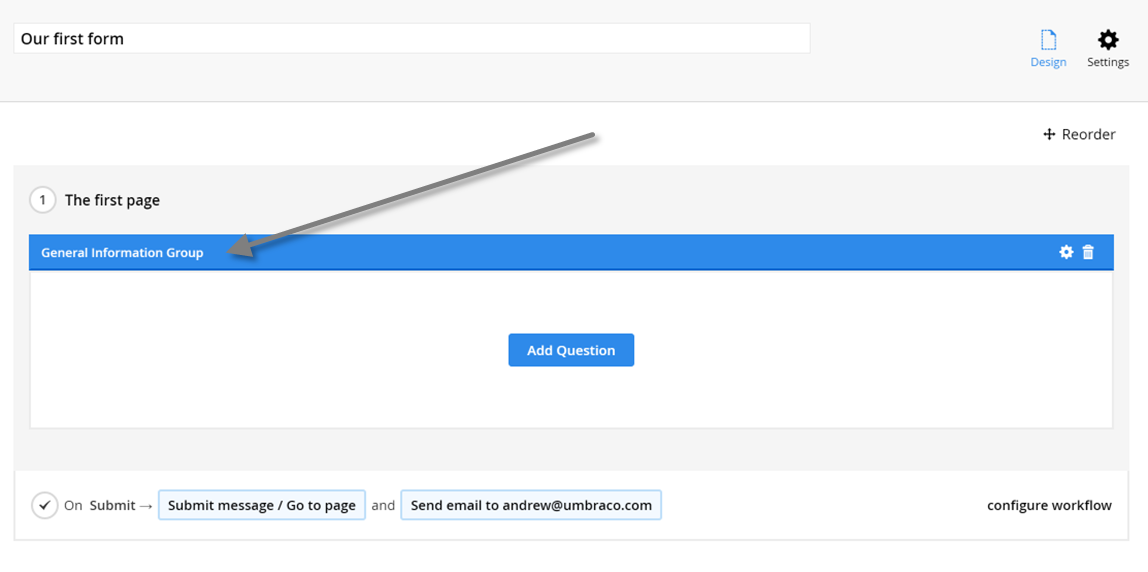 Our first form
Design Settings
Reorder
1 The first page
General Information Group
Add Question
On Submit → Submit message / Go to page and Send email to andrew@umbraco.com configure workflow